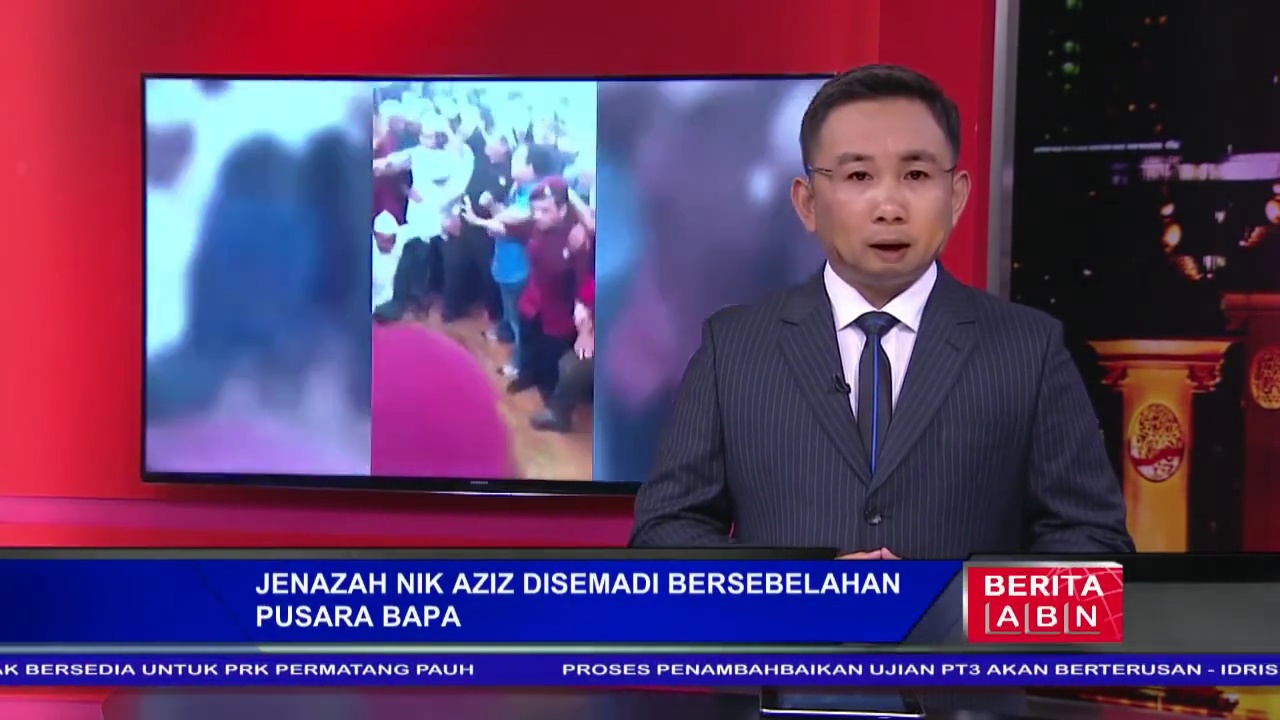 JENAZAH NIK AZIZ DISEMADI BERSEBELAHAN
PUSARA BAPA
BERITA
ABN
AK BERSEDIA UNTUK PRK PERMATANG PAUH PROSES PENAMBAHBAIKAN UJIAN PT3 AKAN BERTERUSAN - IDRIS